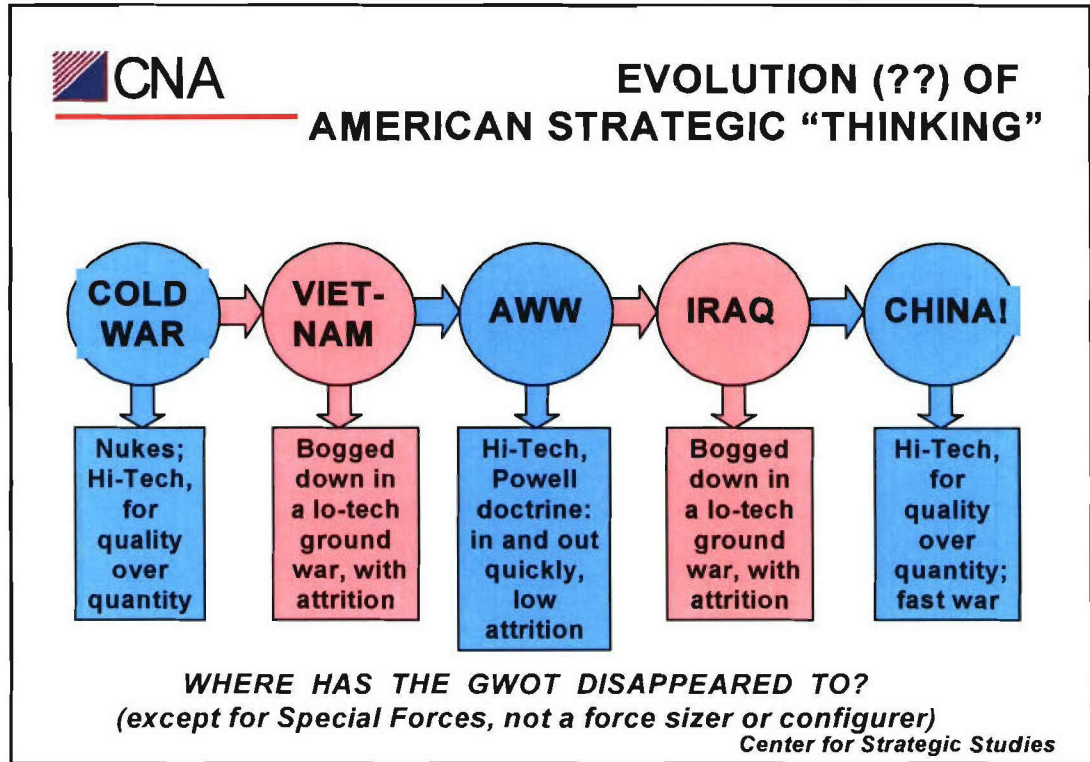 CNA
EVOLUTION (??) OF
AMERICAN STRATEGIC “THINKING”
COLD
WAR
VIET-
NAM
AWW
IRAQ
CHINA!
Nukes;
Hi-Tech,
for
quality
over
quantity
Bogged
down in
a lo-tech
ground
war, with
attrition
Hi-Tech,
Powell
doctrine:
in and out
quickly,
low
attrition
Bogged
down in
a lo-tech
ground
war, with
attrition
Hi-Tech,
for
quality
over
quantity;
fast war
WHERE HAS THE GWOT DISAPPEARED TO?
(except for Special Forces, not a force sizer or configurer)
Center for Strategic Studies